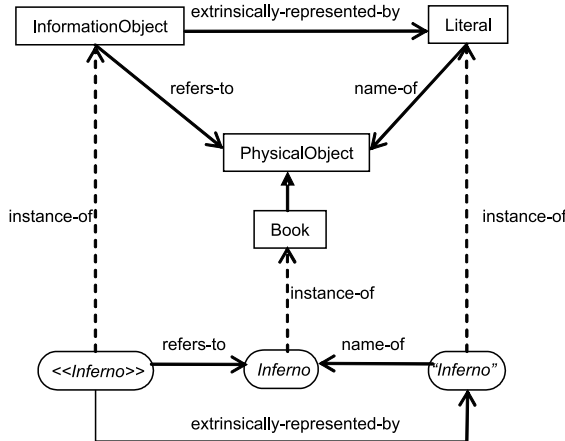 extrinsically-represented-by
InformationObject
Literal
refers-to
name-of
PhysicalObject
instance-of
Book
instance-of
instance-of
refers-to
name-of
<<Inferno>>
Inferno
"Inferno"
extrinsically-represented-by